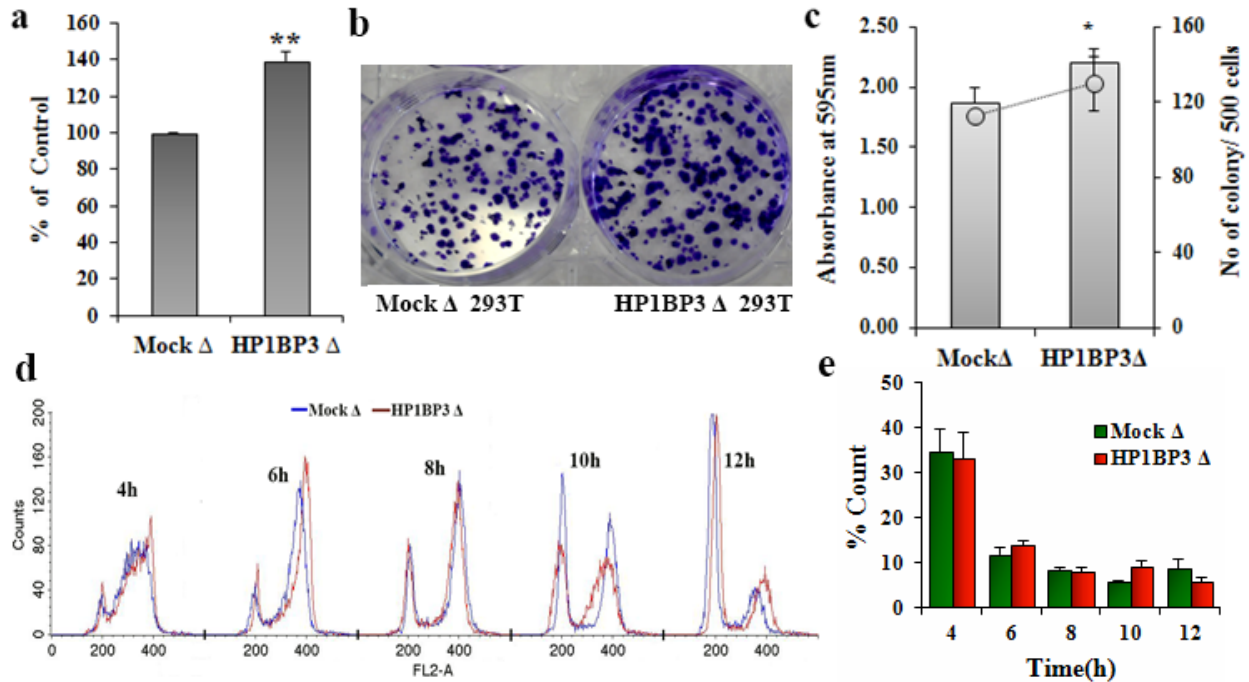 a
160
140
120
100
80
60
40
20
0
% of Control
**
Mock Δ HP1BP3 Δ
b
Mock Δ 293T HP1BP3 Δ 293T
c
2.50
2.00
1.50
1.00
0.50
0.00
Absorbance at 595nm
*
160
120
80
40
0
No of colony/ 500 cells
MockΔ HP1BP3Δ
d
Mock Δ HP1BP3 Δ
200
160
120
80
40
0
Counts
4h 6h 8h 10h 12h
0 200 400 200 400 200 400 200 400 200 400
FL2-A
e
50
40
30
20
10
0
% Count
Mock Δ
HP1BP3 Δ
4 6 8 10 12
Time(h)